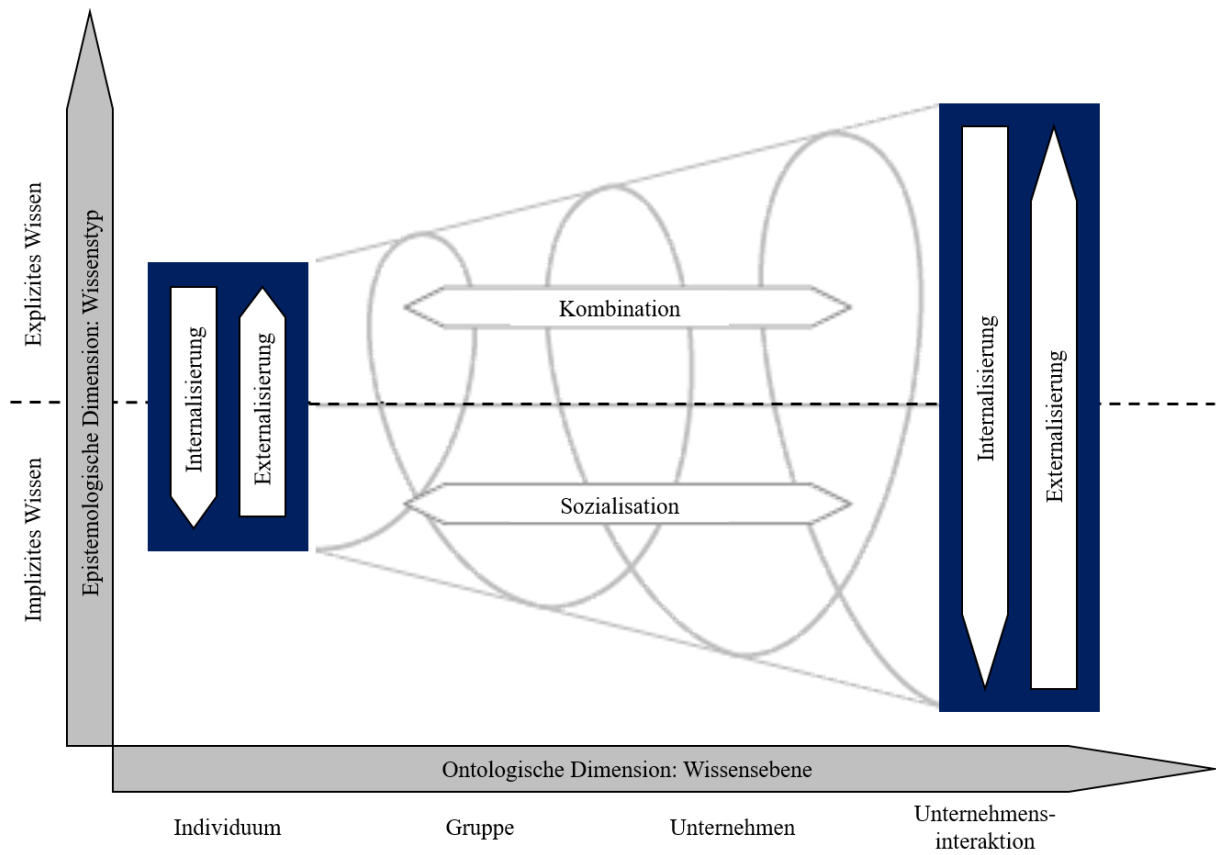 Explizites Wissen
Implizites Wissen
Epistemologische Dimension: Wissenstyp
Internalisierung
Externalisierung
Kombination
Sozialisation
Internalisierung
Externalisierung
Ontologische Dimension: Wissensebene
Individuum
Gruppe
Unternehmen
Unternehmens-
interaktion